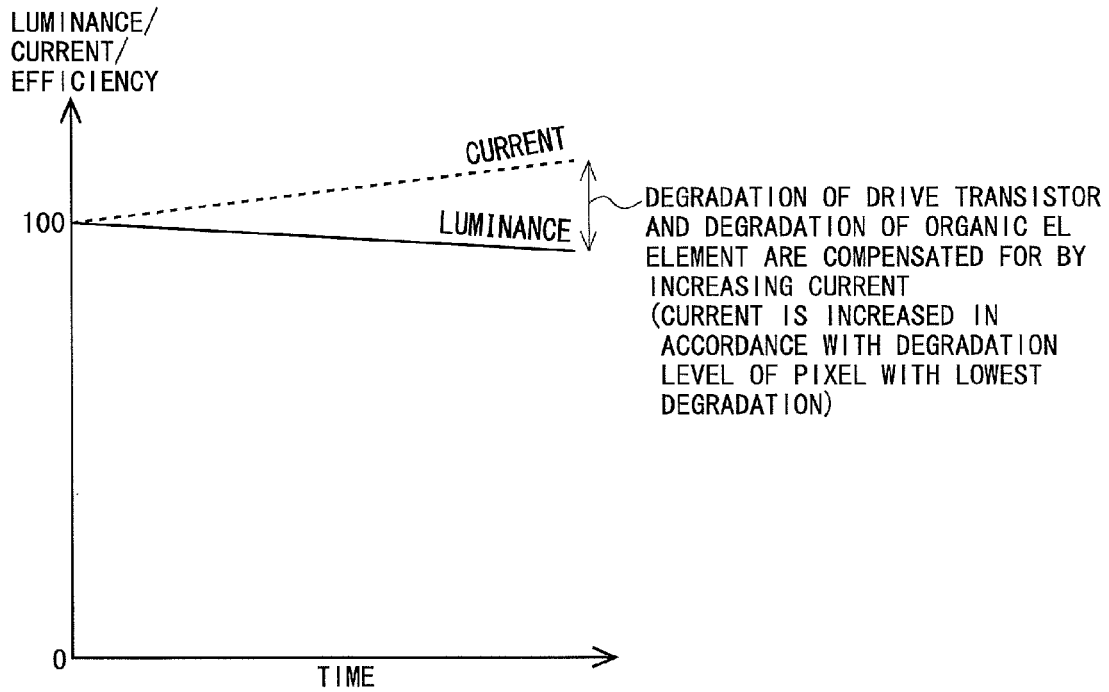 LUMINANCE/
CURRENT/
EFFICIENCY
CURRENT
100
LUMINANCE
DEGRADATION OF DRIVE TRANSISTOR
AND DEGRADATION OF ORGANIC EL
ELEMENT ARE COMPENSATED FOR BY
INCREASING CURRENT
(CURRENT IS INCREASED IN
ACCORDANCE WITH DEGRADATION
LEVEL OF PIXEL WITH LOWEST
DEGRADATION)
0
TIME